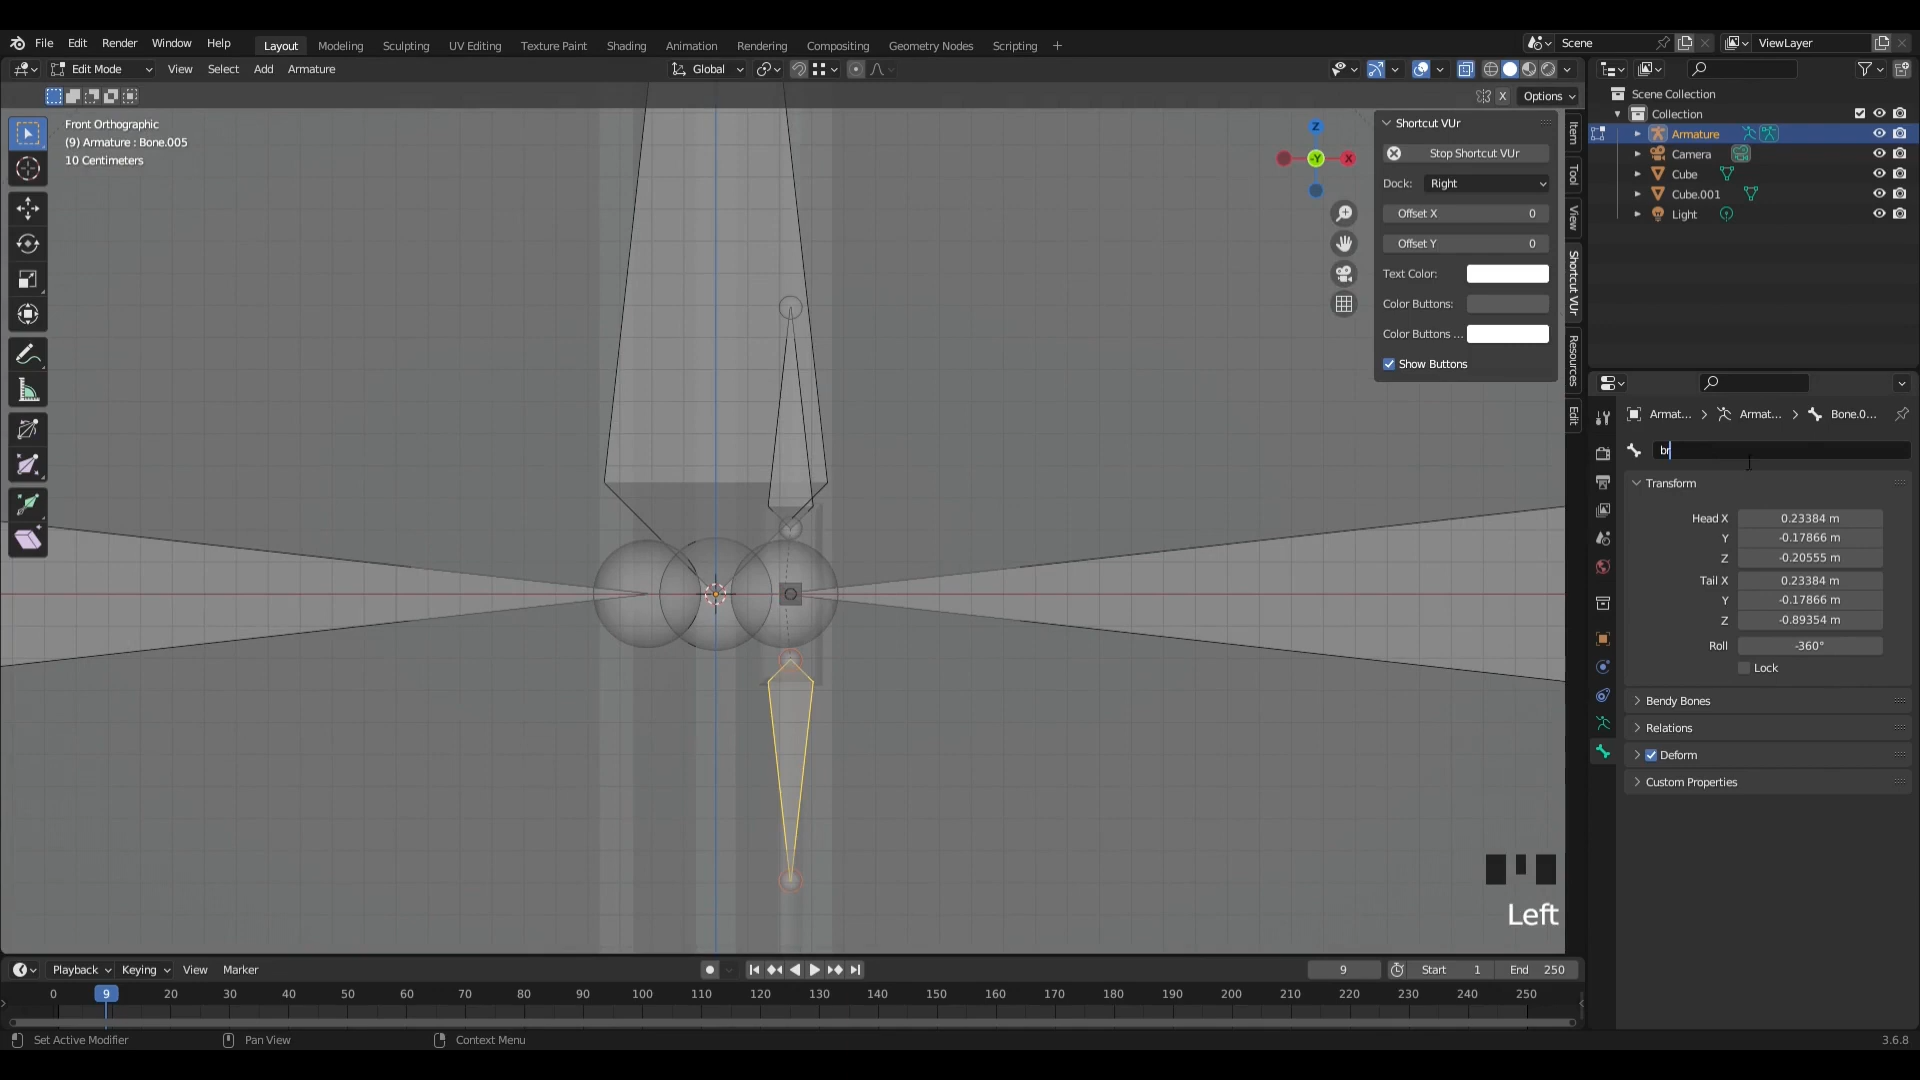 File Edit Render Window Help Layout Modeling Sculpting UV Editing Texture Paint Shading Animation Rendering Compositing Geometry Nodes Scripting + Scene ViewLayer
Edit Mode View Select Add Armature Global
X Options
Front Orthographic
(9) Armature : Bone.005
10 Centimeters
Z
-Y
X
Shortcut VUr
Stop Shortcut VUr
Dock: Right
Offset X 0
Offset Y 0
Text Color:
Color Buttons:
Color Buttons ...
Show Buttons
Item
Tool
View
Shortcut VUr
Resources
Edit
Scene Collection
Collection
Armature
Camera
Cube
Cube.001
Light
Armat... > Armat... > Bone.0...
br
Transform
Head X 0.23384 m
Y -0.17866 m
Z -0.20555 m
Tail X 0.23384 m
Y -0.17866 m
Z -0.89354 m
Roll -360°
Lock
Bendy Bones
Relations
Deform
Custom Properties
Left
Playback Keying View Marker 9 Start 1 End 250
0 9 20 30 40 50 60 70 80 90 100 110 120 130 140 150 160 170 180 190 200 210 220 230 240 250
Set Active Modifier Pan View Context Menu 3.6.8